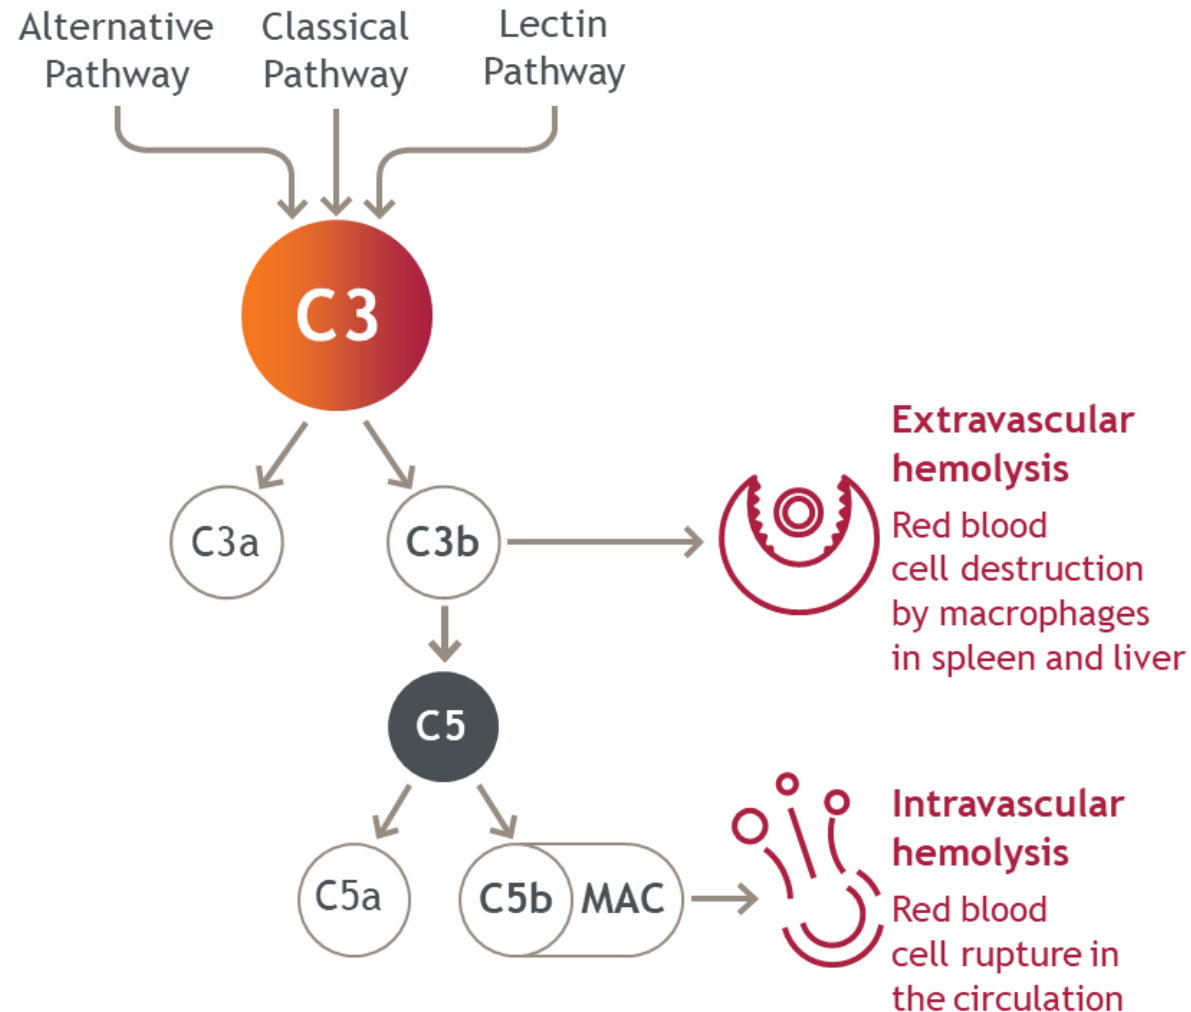 Alternative
Pathway
Classical
Pathway
Lectin
Pathway
C3
C3a
C3b
Extravascular
hemolysis
Red blood
cell destruction
by macrophages
in spleen and liver
C5
C5a
C5b
MAC
Intravascular
hemolysis
Red blood
cell rupture in
the circulation